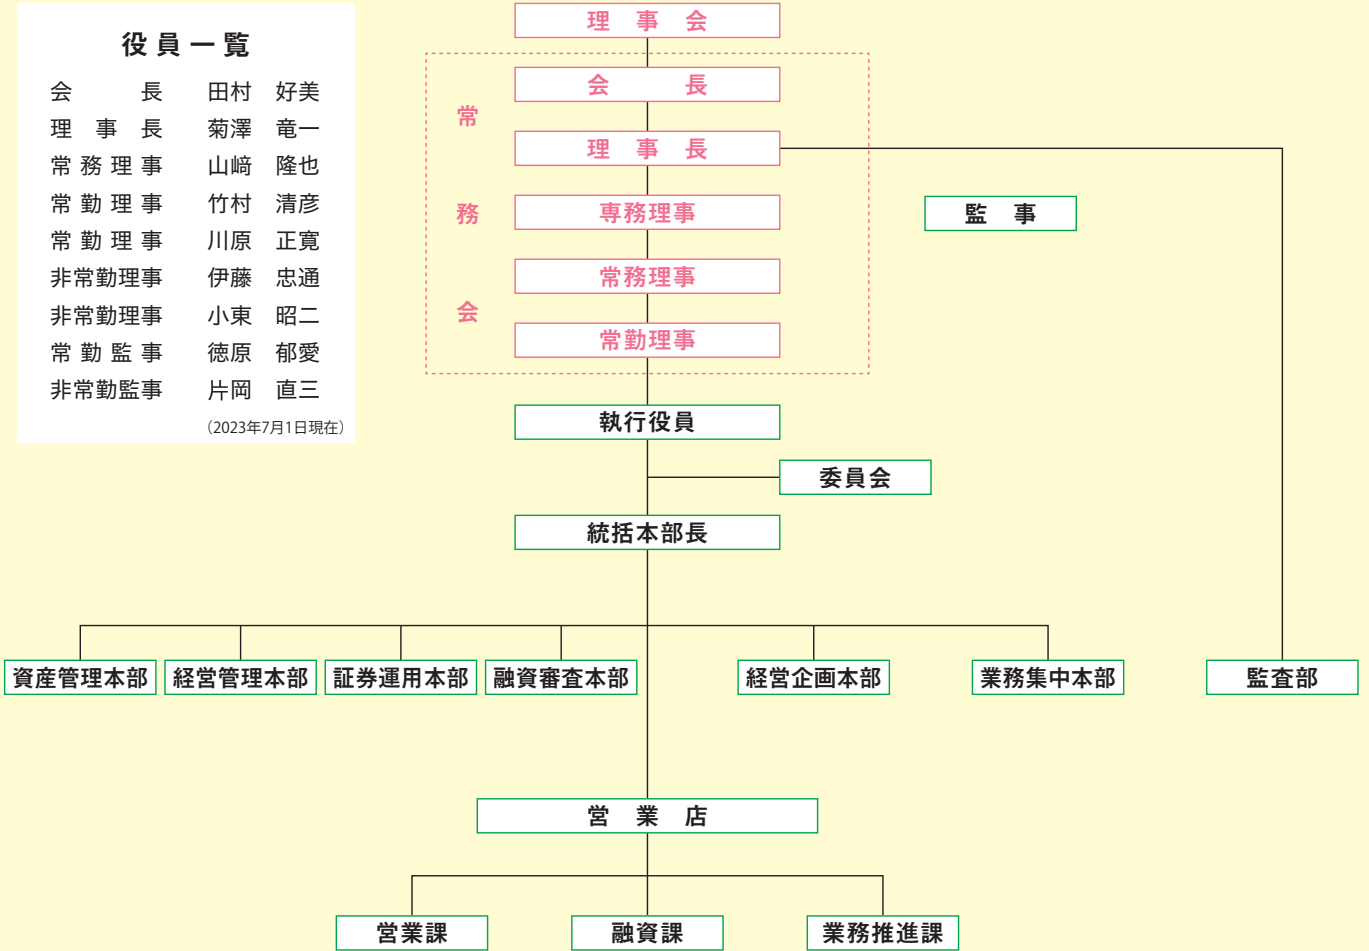 役員一覧
会長 田村 好美
理事長 菊澤 竜一
常務理事 山﨑 隆也
常勤理事 竹村 清彦
常勤理事 川原 正寛
非常勤理事 伊藤 忠通
非常勤理事 小東 昭二
常勤監事 徳原 郁愛
非常勤監事 片岡 直三
（2023年7月1日現在）
理事会
常務会
会長
理事長
専務理事
常務理事
常勤理事
監事
執行役員
委員会
統括本部長
資産管理本部
経営管理本部
証券運用本部
融資審査本部
経営企画本部
業務集中本部
監査部
営業店
営業課
融資課
業務推進課